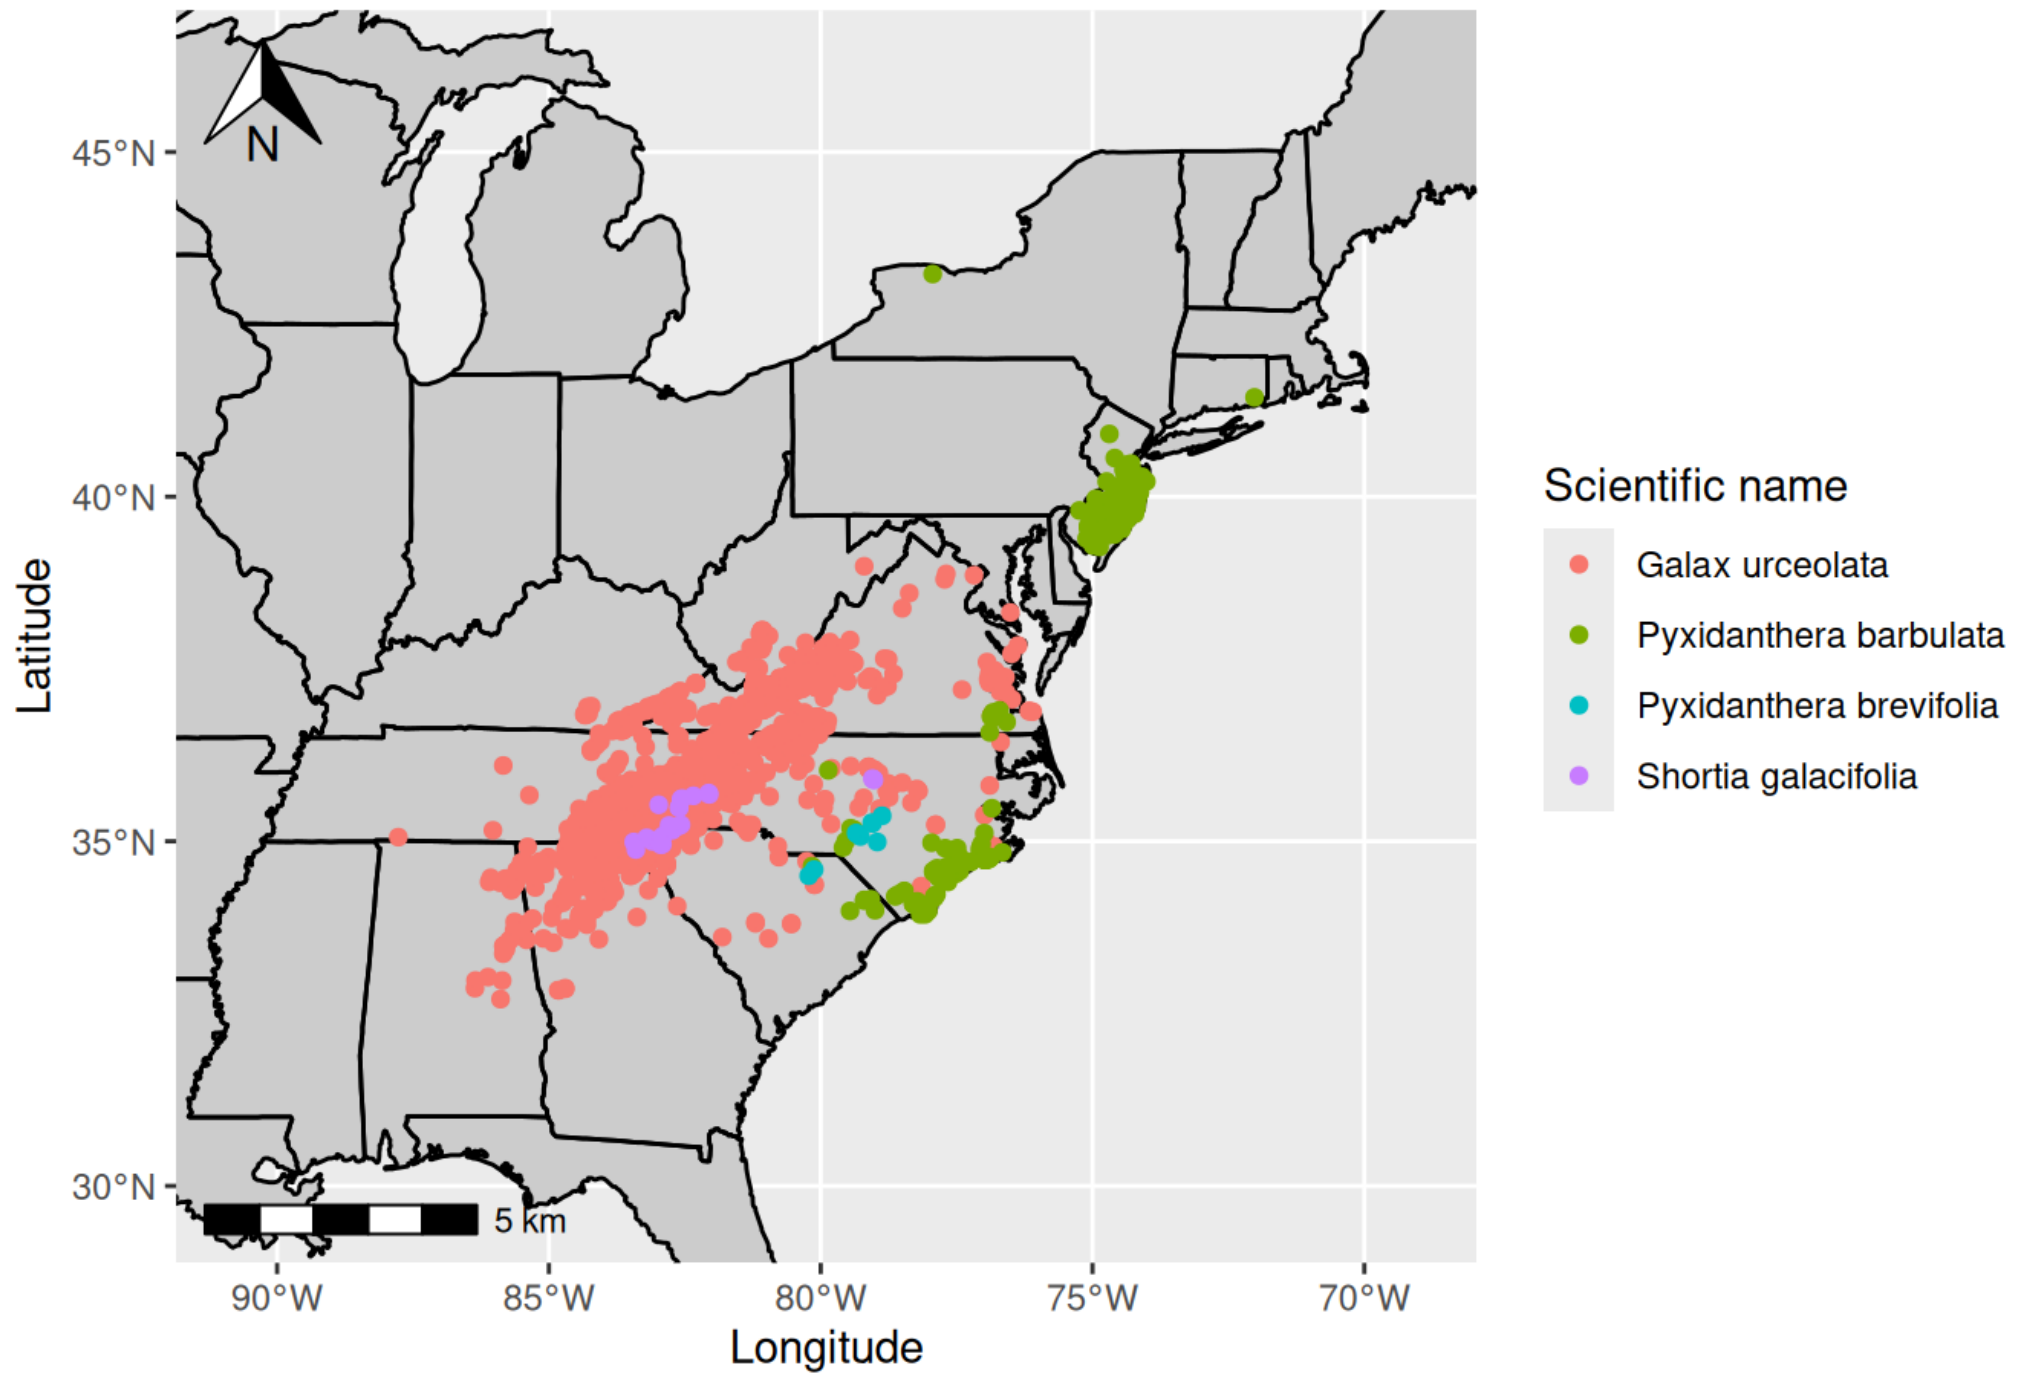 N
45°N
40°N
35°N
30°N
Latitude
5 km
90°W
85°W
80°W
75°W
70°W
Longitude
Scientific name
Galax urceolata
Pyxidanthera barbulata
Pyxidanthera brevifolia
Shortia galacifolia